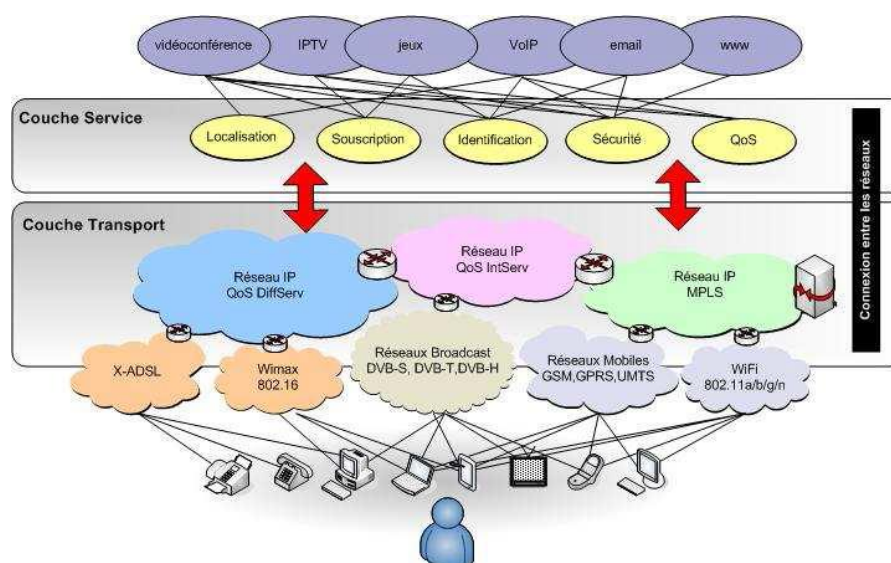 vidéoconférence
IPTV
jeux
VoIP
email
www
Couche Service
Localisation
Souscription
Identification
Sécurité
QoS
Connexion entre les réseaux
Couche Transport
Réseau IP
QoS DiffServ
Réseau IP
QoS IntServ
Réseau IP
MPLS
X-ADSL
Wimax
802.16
Réseaux Broadcast
DVB-S, DVB-T,DVB-H
Réseaux Mobiles
GSM,GPRS,UMTS
WiFi
802.11a/b/g/n